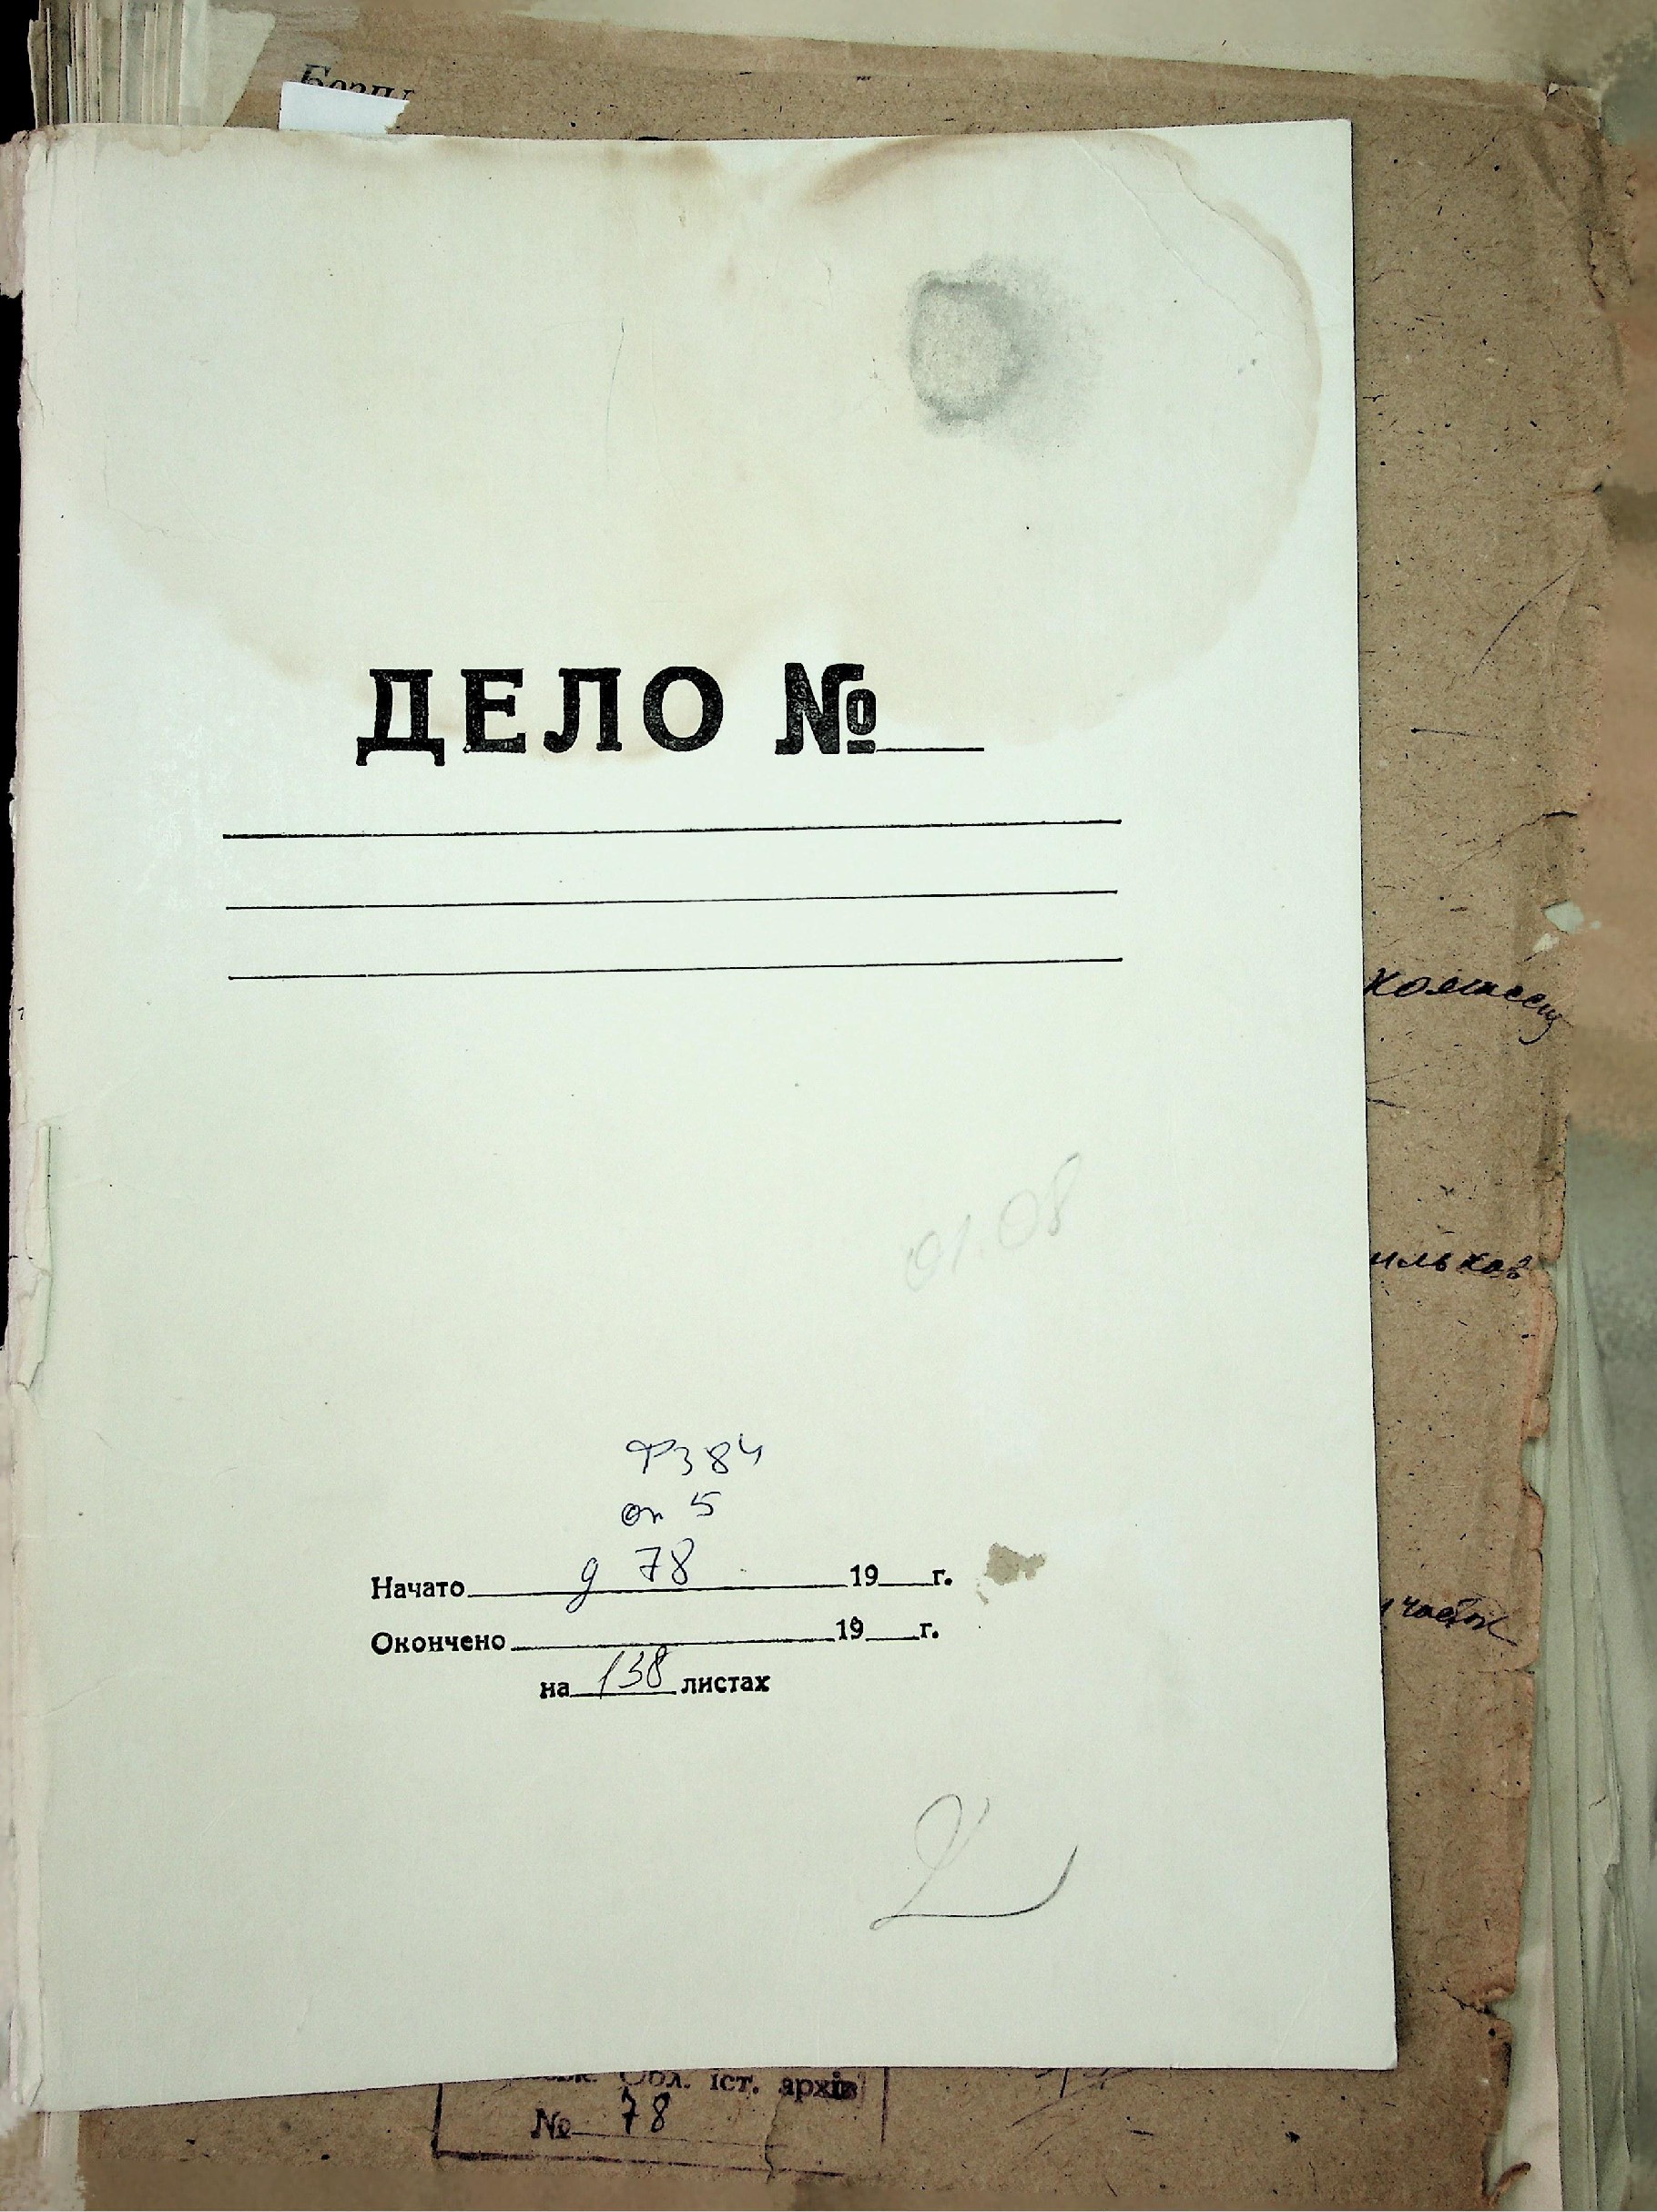 ДЕЛО №
01.08
Ф384
оп 5
Начато д 78 19 г.
Окончено 19 г.
на 138 листах
Обл. іст. архів
№ 78